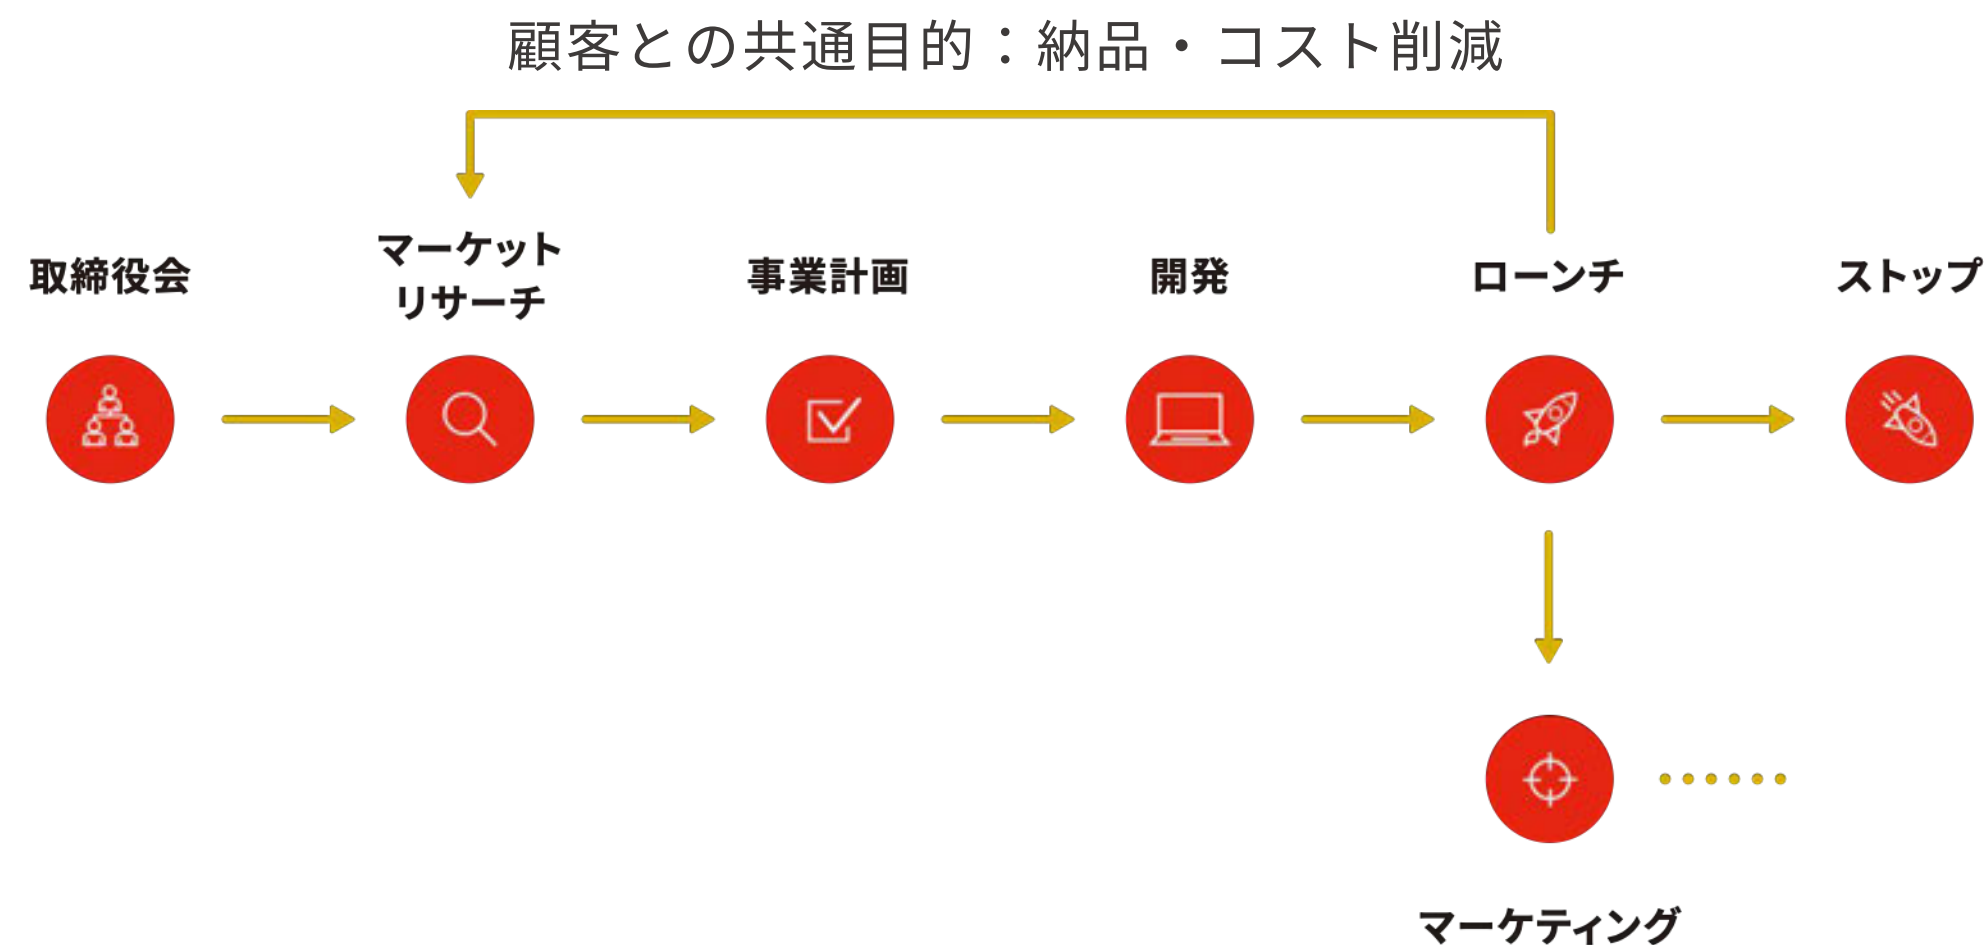 顧客との共通目的：納品・コスト削減
取締役会
マーケット
リサーチ
事業計画
開発
ローンチ
ストップ
マーケティング